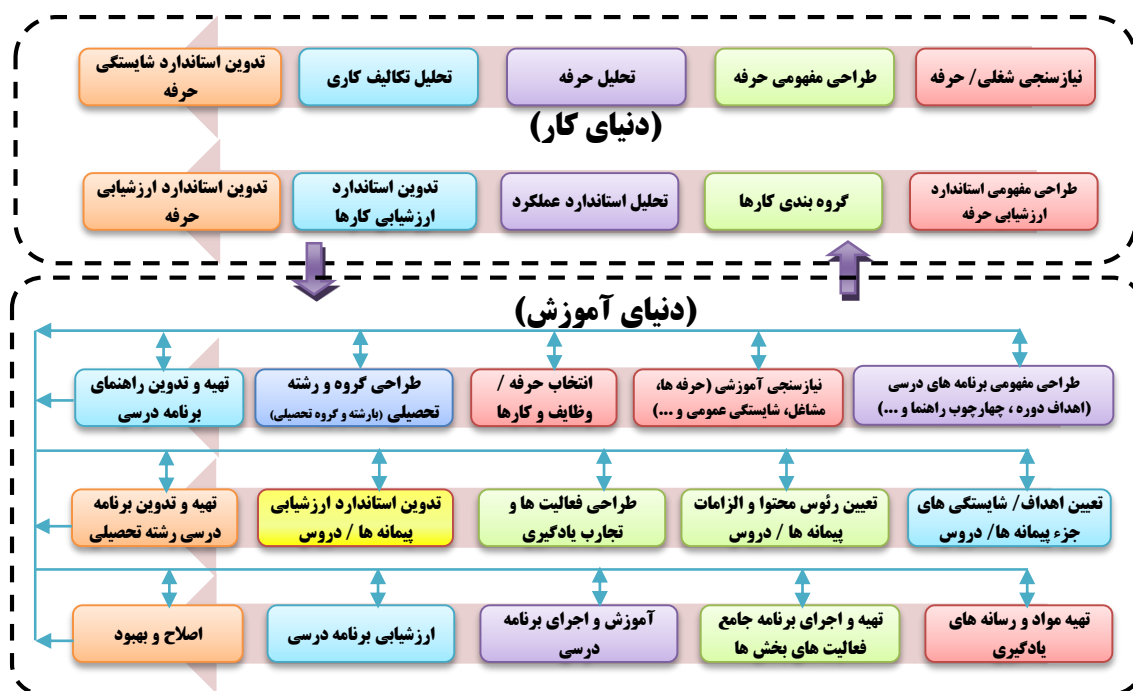 نیازسنجی شغلی/ حرفه
طراحی مفهومی حرفه
تحلیل حرفه
تحلیل تکالیف کاری
تدوین استاندارد شایستگی
حرفه
(دنیای کار)
طراحی مفهومی استاندارد
ارزشیابی حرفه
گروه بندی کارها
تحلیل استاندارد عملکرد
تدوین استاندارد
ارزشیابی کارها
تدوین استاندارد ارزشیابی
حرفه
(دنیای آموزش)
طراحی مفهومی برنامه های درسی
(اهداف دوره ، چهارچوب راهنما و ...)
نیازسنجی آموزشی (حرفه ها،
مشاغل، شایستگی عمومی و ...)
انتخاب حرفه /
وظایف و کارها
طراحی گروه و رشته
تحصیلی (بارشته و گروه تحصیلی)
تهیه و تدوین راهنمای
برنامه درسی
تعیین اهداف/ شایستگی های
جزء پیمانه ها/ دروس
تعیین رئوس محتوا و الزامات
پیمانه ها / دروس
طراحی فعالیت ها و
تجارب یادگیری
تدوین استاندارد ارزشیابی
پیمانه ها / دروس
تهیه و تدوین برنامه
درسی رشته تحصیلی
تهیه مواد و رسانه های
یادگیری
تهیه و اجرای برنامه جامع
فعالیت های بخش ها
آموزش و اجرای برنامه
درسی
ارزشیابی برنامه درسی
اصلاح و بهبود